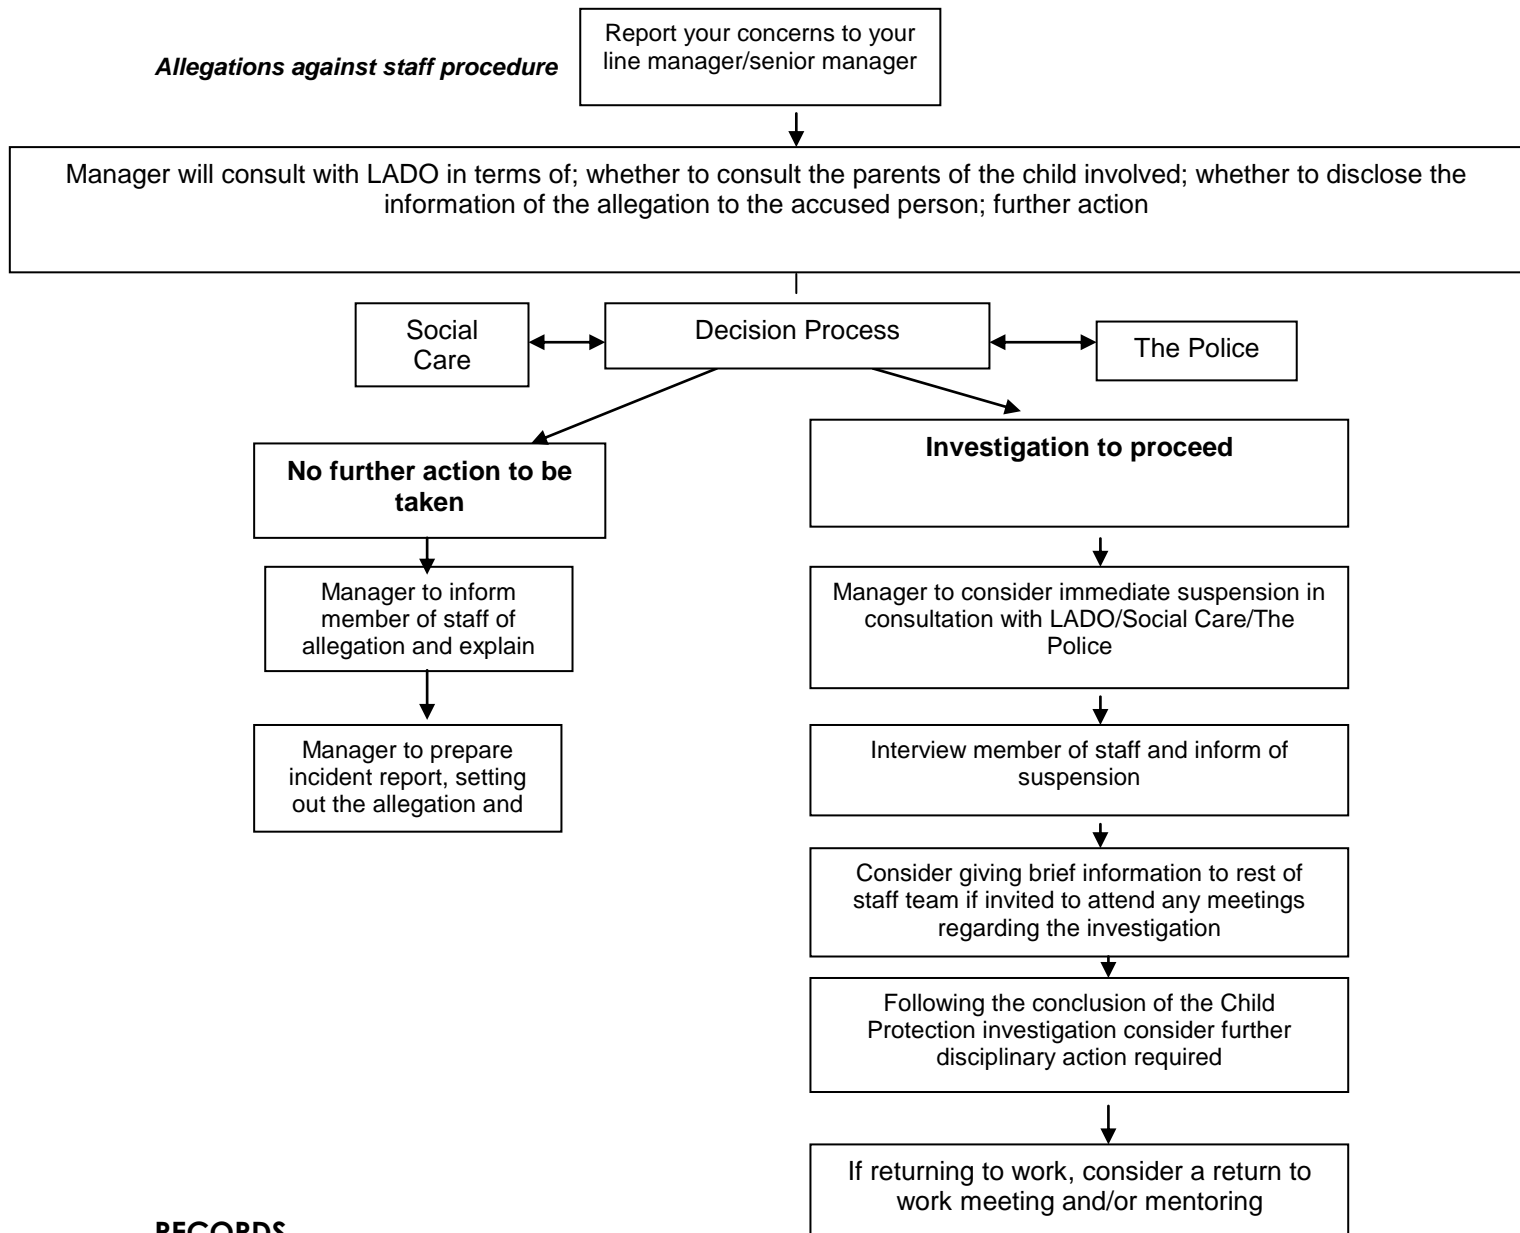 Report your concerns to your
line manager/senior manager
Allegations against staff procedure
Manager will consult with LADO in terms of; whether to consult the parents of the child involved; whether to disclose the
information of the allegation to the accused person; further action
Social
Care
Decision Process
The Police
No further action to be
taken
Investigation to proceed
Manager to inform
member of staff of
allegation and explain
Manager to consider immediate suspension in
consultation with LADO/Social Care/The
Police
Manager to prepare
incident report, setting
out the allegation and
Interview member of staff and inform of
suspension
Consider giving brief information to rest of
staff team if invited to attend any meetings
regarding the investigation
Following the conclusion of the Child
Protection investigation consider further
disciplinary action required
If returning to work, consider a return to
work meeting and/or mentoring
RECORDS